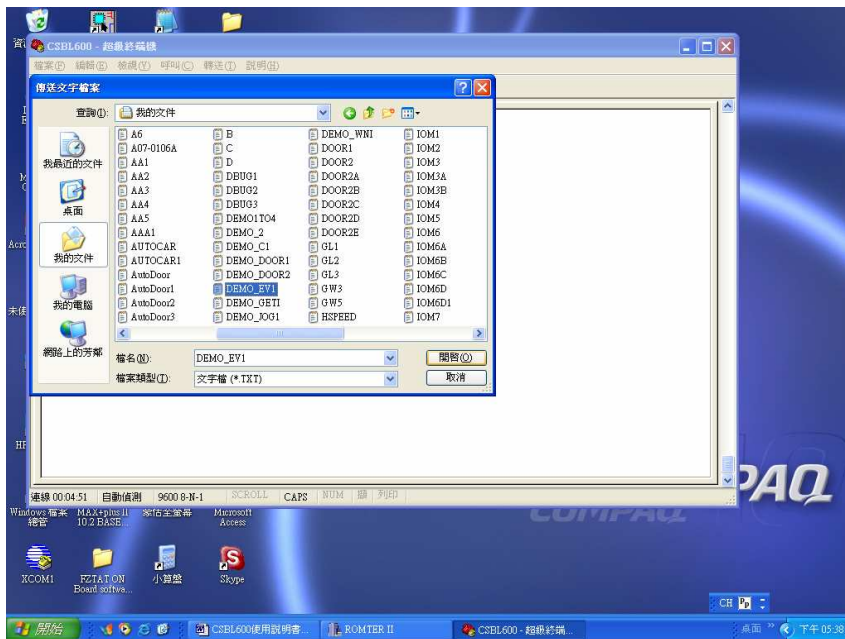 CSBL600 - 超級終端機
檔案(F) 編輯(E) 檢視(V) 呼叫(C) 轉送(T) 說明(H)
傳送文字檔案
查詢(I): 我的文件
我最近的文件
桌面
我的文件
我的電腦
網路上的芳鄰
A6 B DEMO_WNI IOM1
A07-0106A C DOOR1 IOM2
AA1 D DOOR2 IOM3
AA2 DBUG1 DOOR2A IOM3A
AA3 DBUG2 DOOR2B IOM3B
AA4 DBUG3 DOOR2C IOM4
AA5 DEMO1TO4 DOOR2D IOM5
AAA1 DEMO_2 DOOR2E IOM6
AUTOCAR DEMO_C1 GL1 IOM6A
AUTOCAR1 DEMO_DOOR1 GL2 IOM6B
AutoDoor DEMO_DOOR2 GL3 IOM6C
AutoDoor1 DEMO_EV1 GW3 IOM6D
AutoDoor2 DEMO_GETI GW5 IOM6D1
AutoDoor3 DEMO_JOG1 HSPEED IOM7
檔名(N): DEMO_EV1 開啓(O)
檔案類型(T): 文字檔 (*.TXT) 取消
連線 00:04:51 自動偵測 9600 8-N-1 SCROLL CAPS NUM 擷 列印
PAQ
COMPAQ
Windows 檔案總管
MAX+plus II 10.2 BASE...
Microsoft Access
XCOM1
FZTAT ON Board softwa...
小算盤
Skype
CH
開始 CSBL600使用說明書... ROMTER II CSBL600 - 超級終端... 桌面 下午 05:38